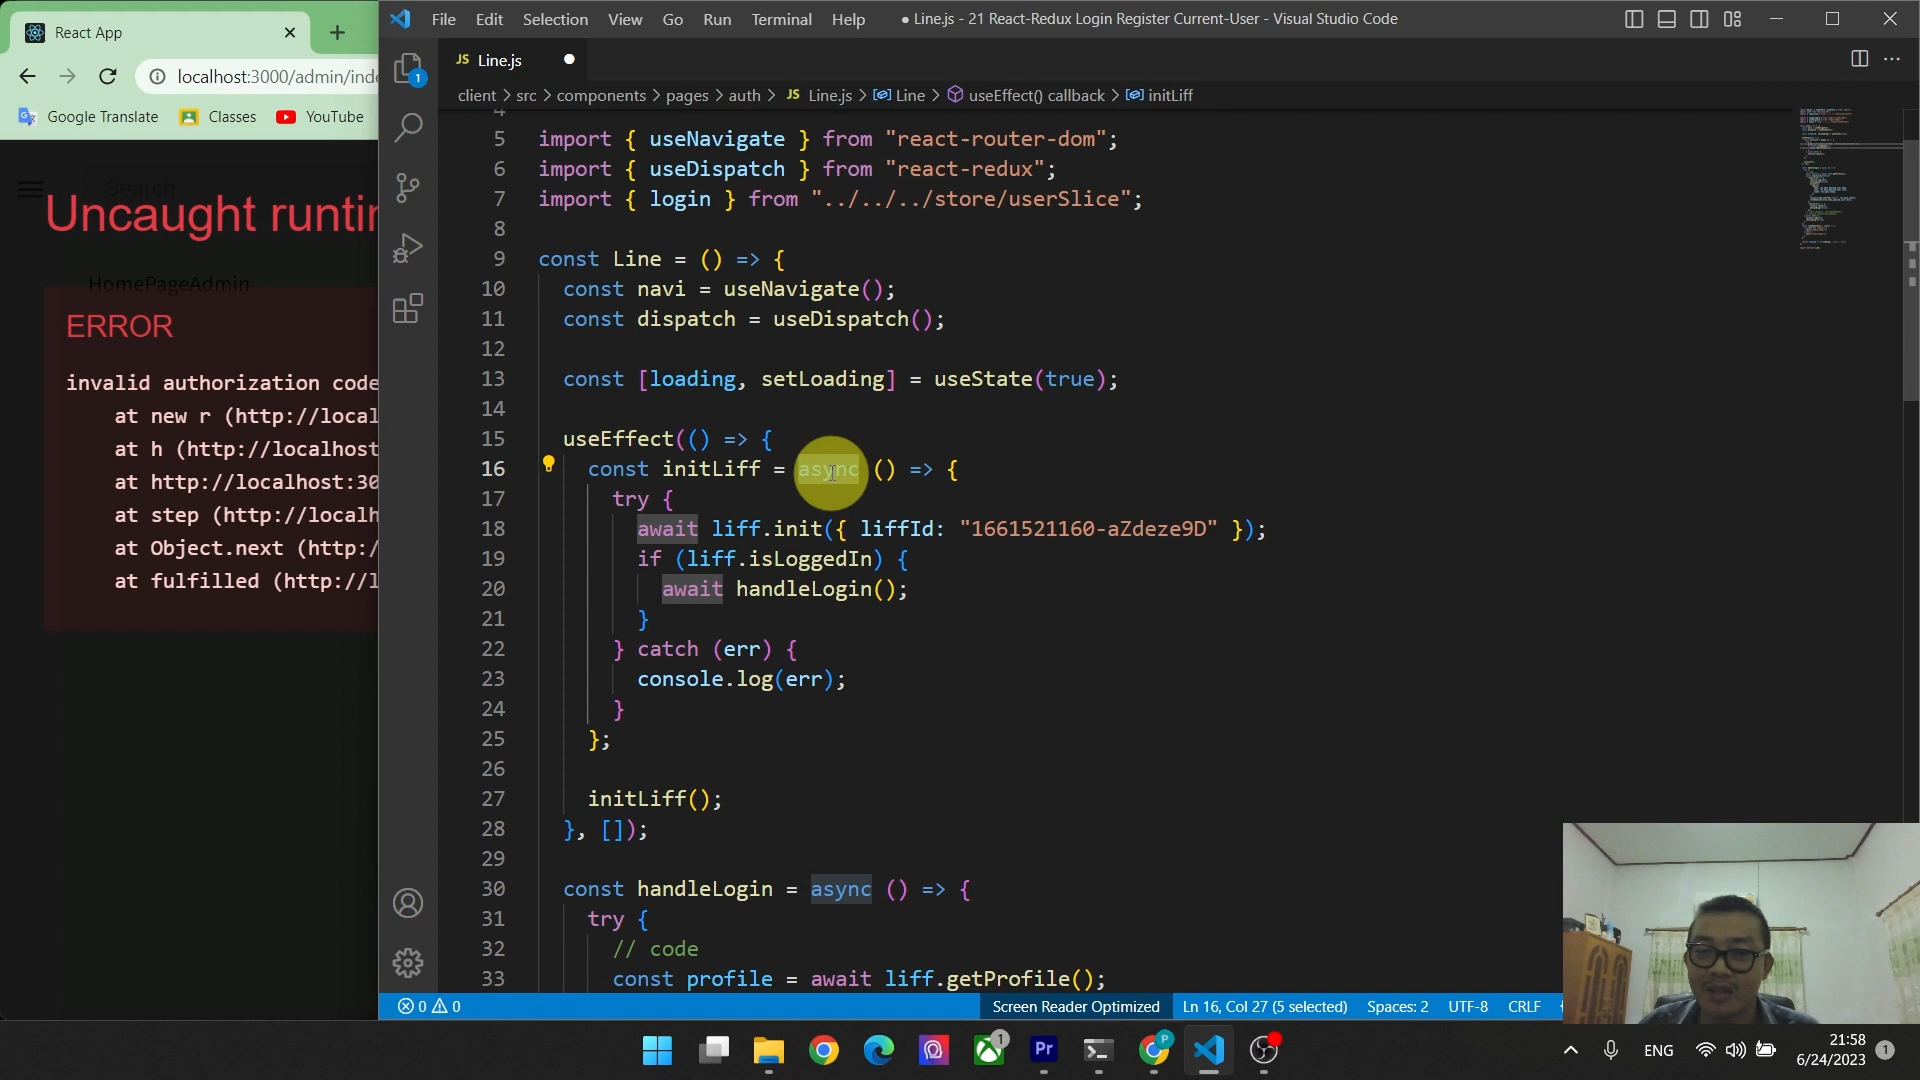 React App
localhost:3000/admin/inde
Google Translate
Classes
YouTube
Search
Uncaught runtin
HomePageAdmin
ERROR
invalid authorization code
at new r (http://local
at h (http://localhost
at http://localhost:30
at step (http://localh
at Object.next (http:/
at fulfilled (http://l
File Edit Selection View Go Run Terminal Help
● Line.js - 21 React-Redux Login Register Current-User - Visual Studio Code
JS Line.js
client > src > components > pages > auth > JS Line.js > Line > useEffect() callback > initLiff
1
4
5 import { useNavigate } from "react-router-dom";
6 import { useDispatch } from "react-redux";
7 import { login } from "../../../store/userSlice";
8
9 const Line = () => {
10 const navi = useNavigate();
11 const dispatch = useDispatch();
12
13 const [loading, setLoading] = useState(true);
14
15 useEffect(() => {
16 const initLiff = async () => {
17 try {
18 await liff.init({ liffId: "1661521160-aZdeze9D" });
19 if (liff.isLoggedIn) {
20 await handleLogin();
21 }
22 } catch (err) {
23 console.log(err);
24 }
25 };
26
27 initLiff();
28 }, []);
29
30 const handleLogin = async () => {
31 try {
32 // code
33 const profile = await liff.getProfile();
0 0
Screen Reader Optimized
Ln 16, Col 27 (5 selected)
Spaces: 2
UTF-8
CRLF
1
Pr
P
ENG
21:58
6/24/2023
1